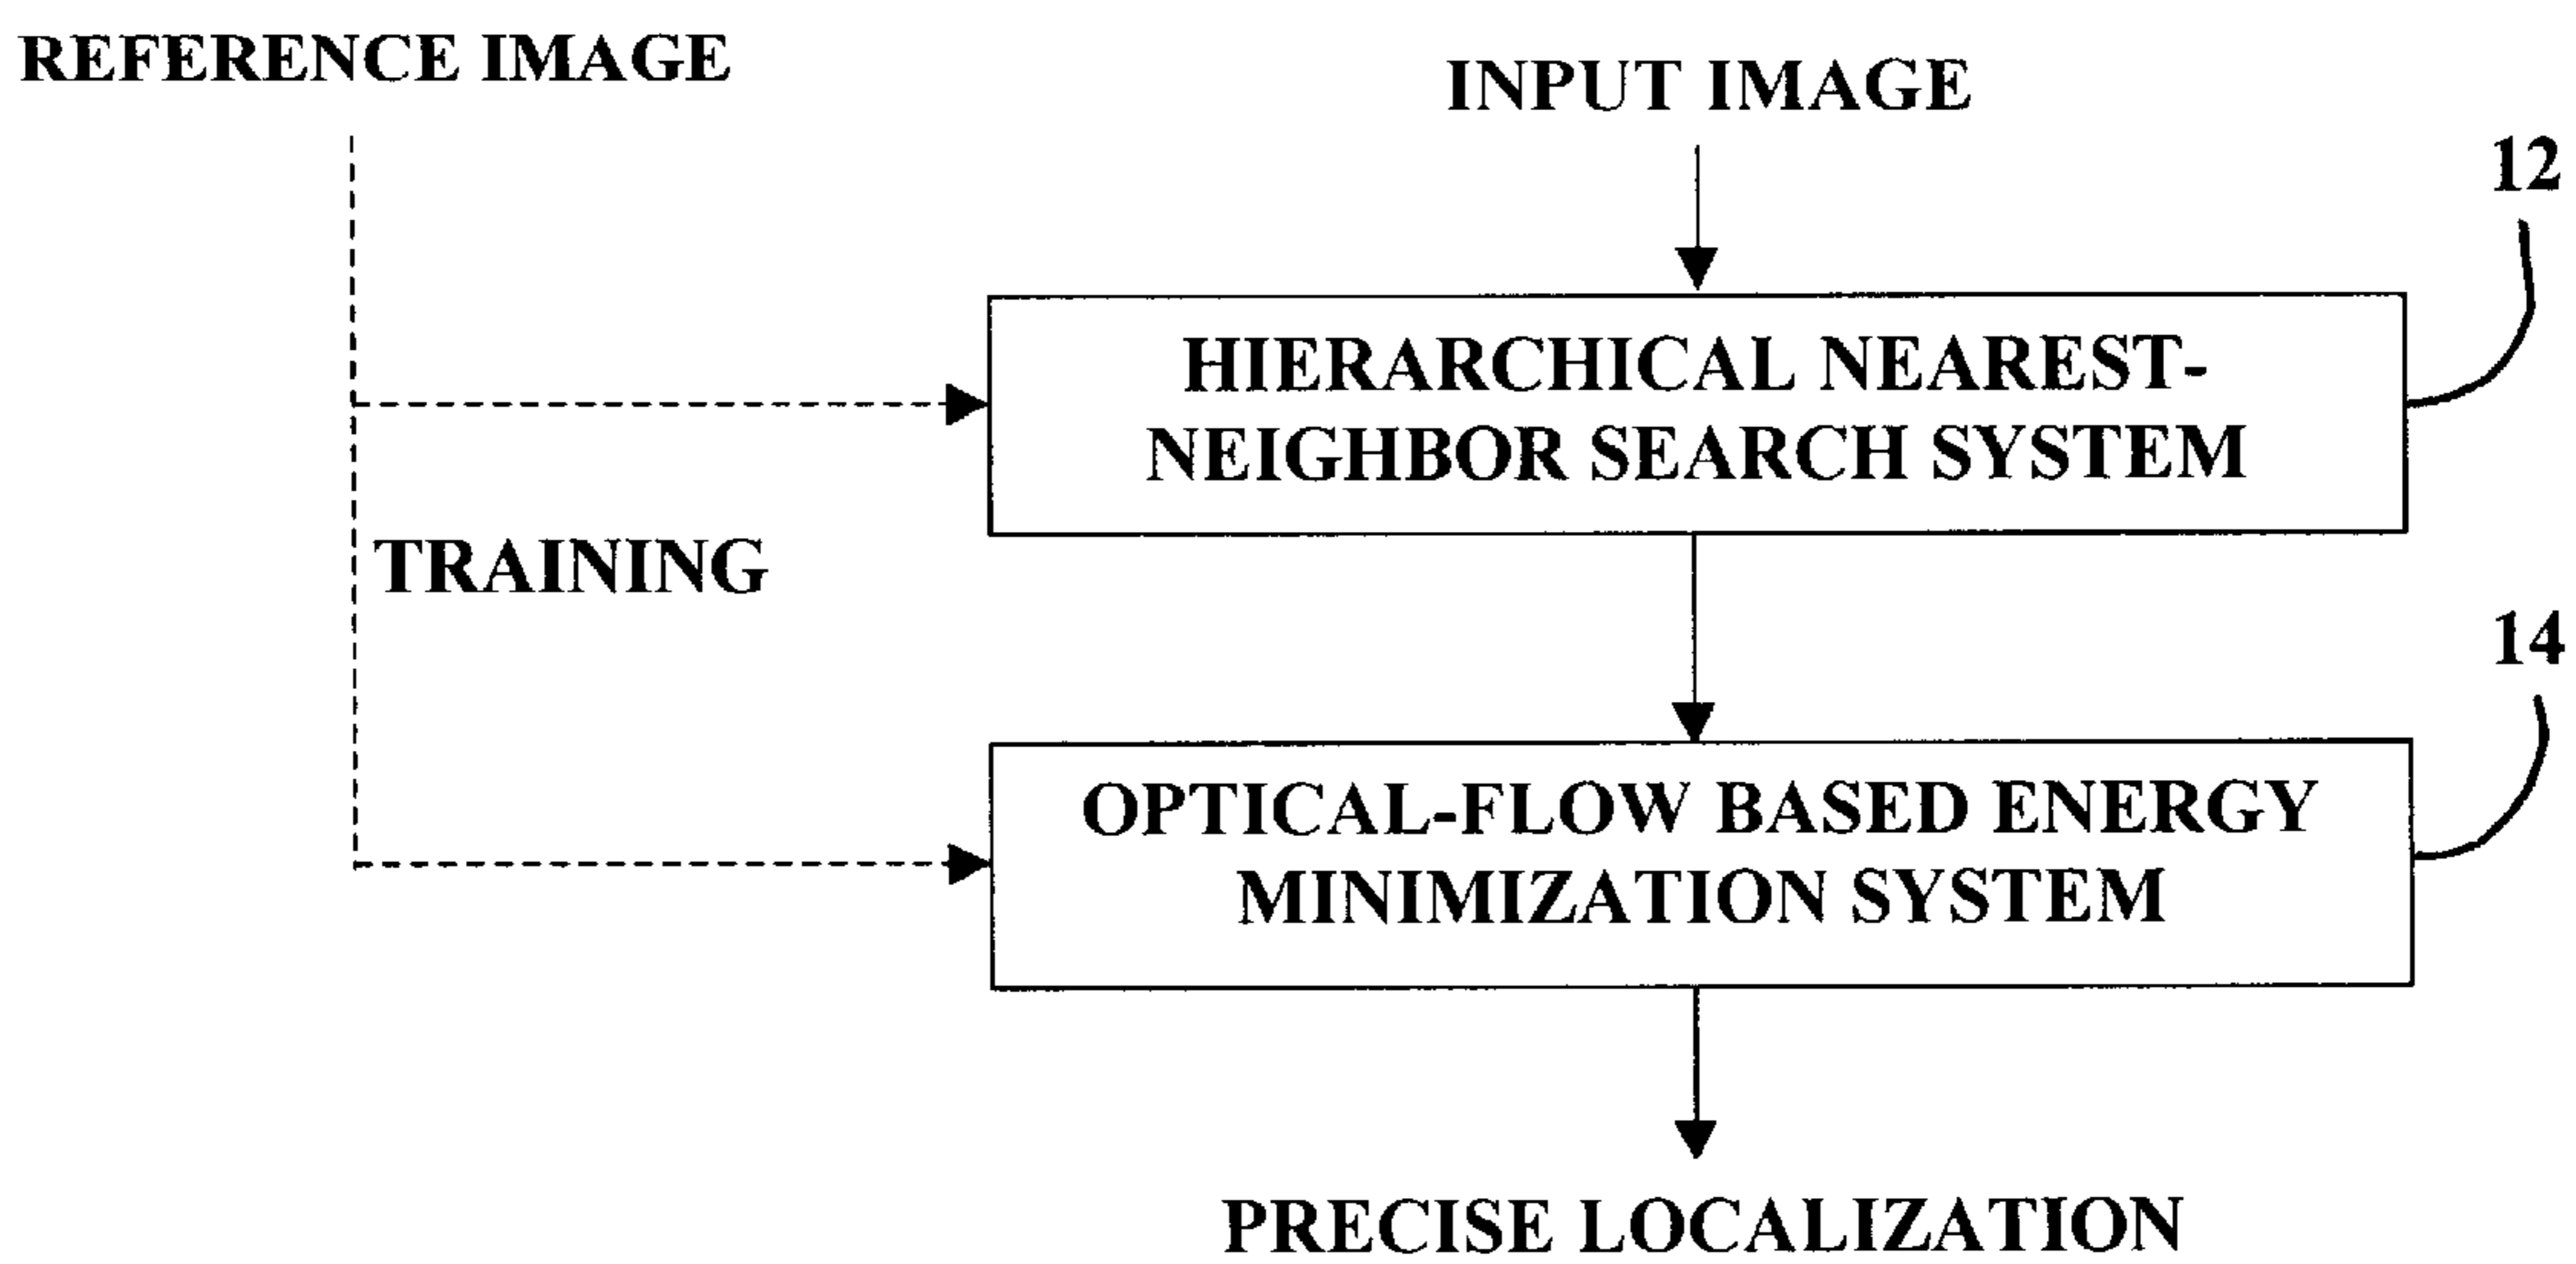 REFERENCE IMAGE
INPUT IMAGE
12
HIERARCHICAL NEAREST-
NEIGHBOR SEARCH SYSTEM
TRAINING
14
OPTICAL-FLOW BASED ENERGY
MINIMIZATION SYSTEM
PRECISE LOCALIZATION